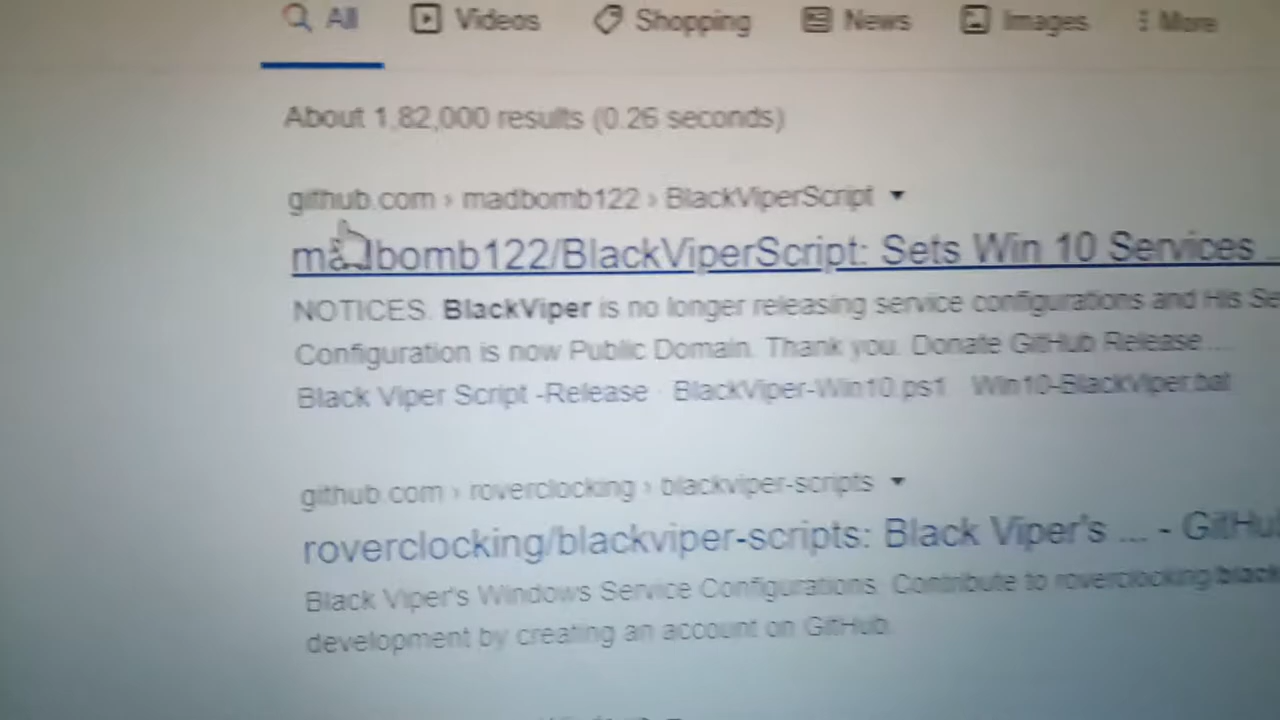 All Videos Shopping News Images More
About 1,82,000 results (0.26 seconds)
github.com › madbomb122 › BlackViperScript
madbomb122/BlackViperScript: Sets Win 10 Services ...
NOTICES. BlackViper is no longer releasing service configurations and His Se
Configuration is now Public Domain. Thank you. Donate GitHub Release ...
Black Viper Script -Release · BlackViper-Win10.ps1 · Win10-BlackViper.bat
github.com › roverclocking › blackviper-scripts
roverclocking/blackviper-scripts: Black Viper's ... - GitHu
Black Viper's Windows Service Configurations. Contribute to roverclocking/black
development by creating an account on GitHub.